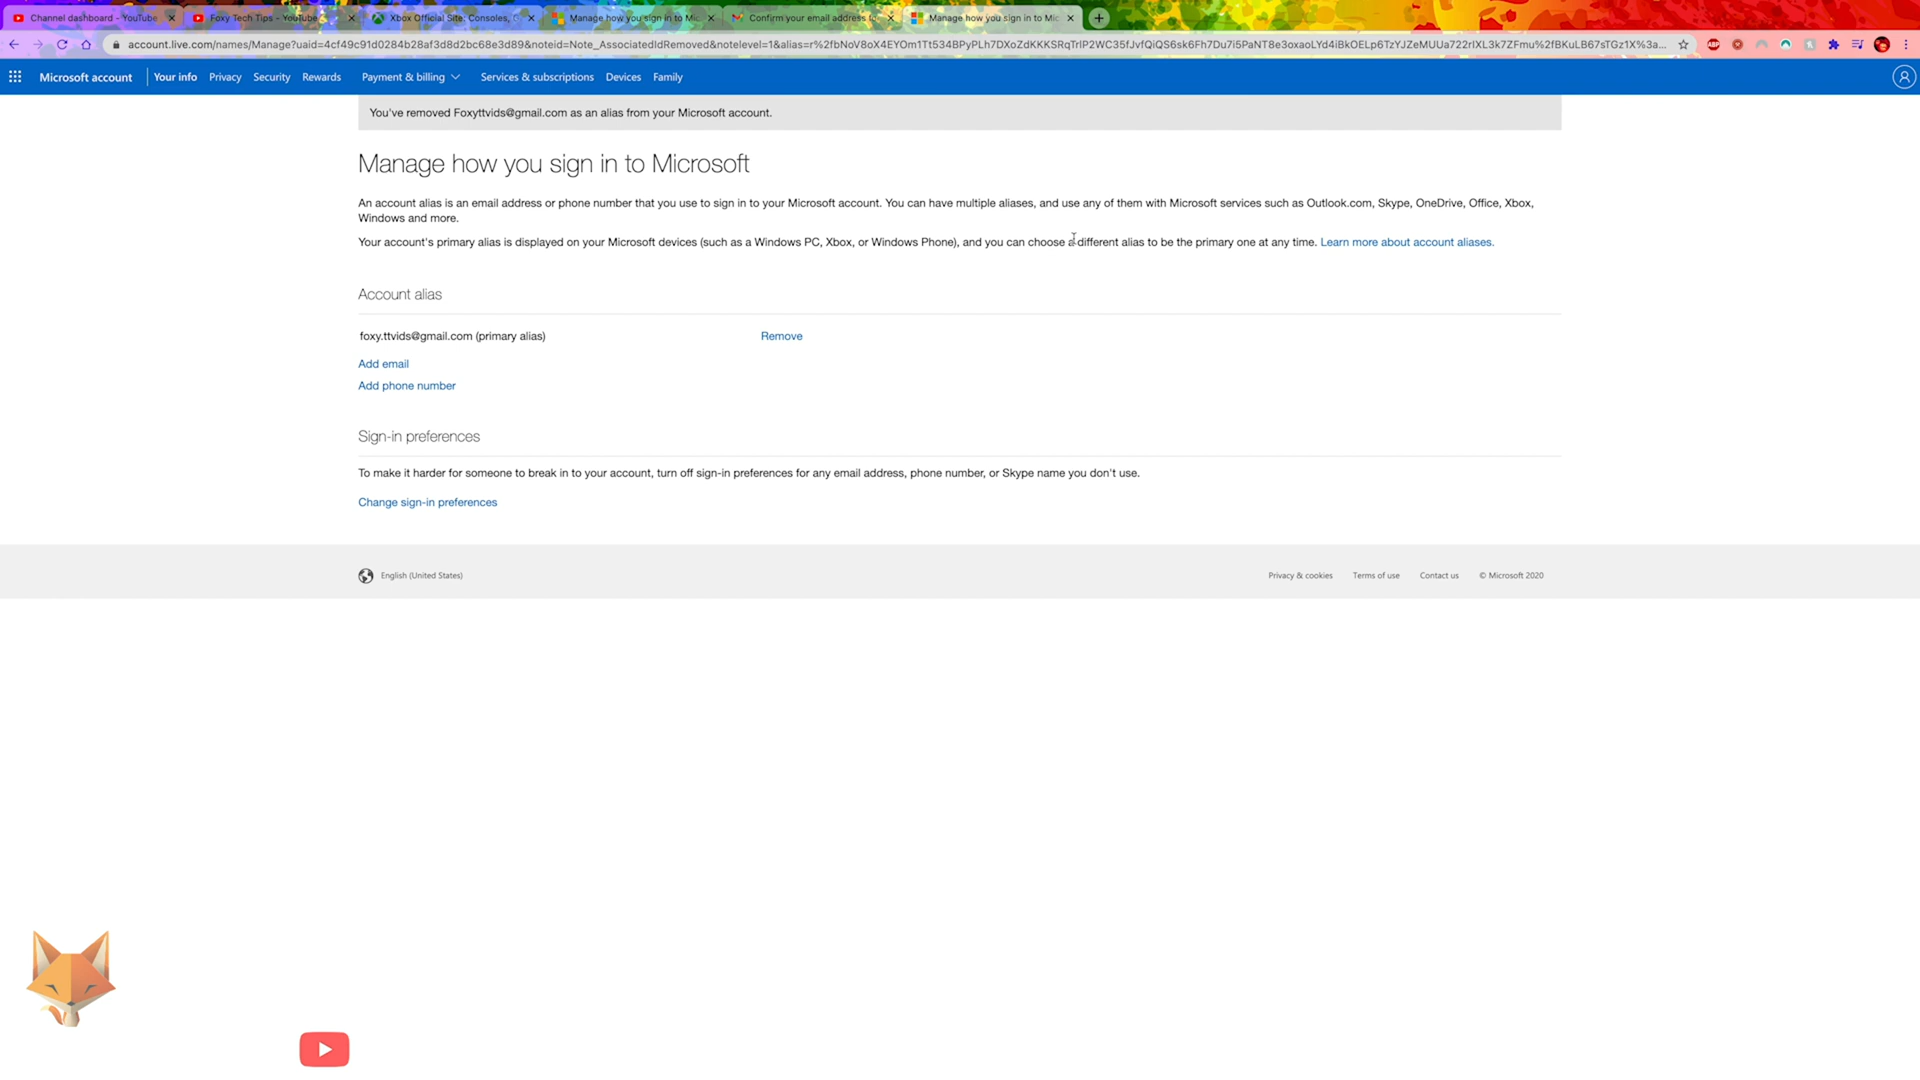 Channel dashboard - YouTube
Foxy Tech Tips - YouTube
Xbox Official Site: Consoles,
Manage how you sign in to Mic
Confirm your email address to
Manage how you sign in to Mic
Microsoft account
Your info
Privacy
Security
Rewards
Payment & billing
Services & subscriptions
Devices
Family
You've removed Foxyttvids@gmail.com as an alias from your Microsoft account.
Manage how you sign in to Microsoft
An account alias is an email address or phone number that you use to sign in to your Microsoft account. You can have multiple aliases, and use any of them with Microsoft services such as Outlook.com, Skype, OneDrive, Office, Xbox,
Windows and more.
Your account's primary alias is displayed on your Microsoft devices (such as a Windows PC, Xbox, or Windows Phone), and you can choose a different alias to be the primary one at any time. Learn more about account aliases.
Account alias
foxy.ttvids@gmail.com (primary alias) Remove
Add email
Add phone number
Sign-in preferences
To make it harder for someone to break in to your account, turn off sign-in preferences for any email address, phone number, or Skype name you don't use.
Change sign-in preferences
English (United States)
Privacy & cookies
Terms of use
Contact us
© Microsoft 2020